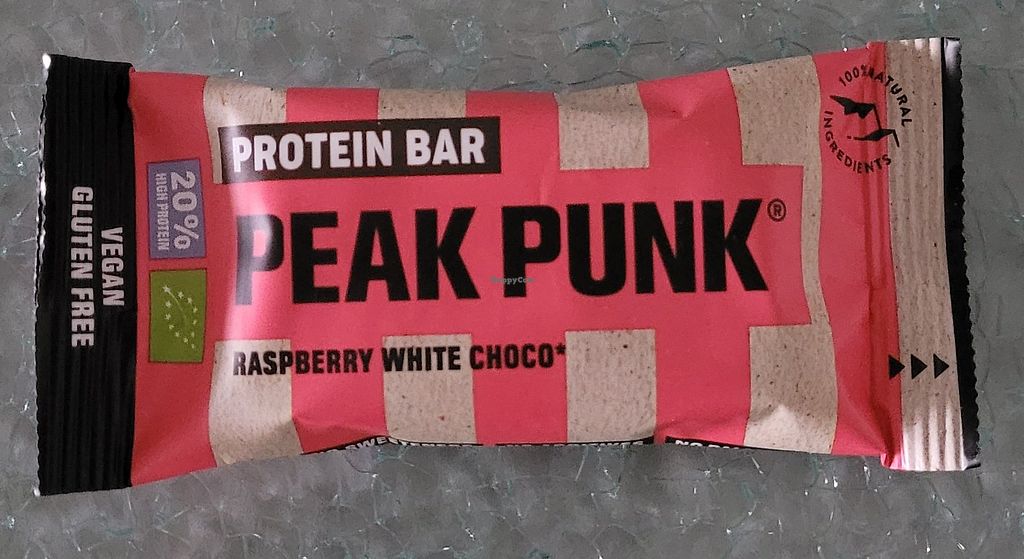 VEGAN
GLUTEN FREE
20%
HIGH PROTEIN
PROTEIN BAR
PEAK PUNK®
RASPBERRY WHITE CHOCO*
100% NATURAL
INGREDIENTS